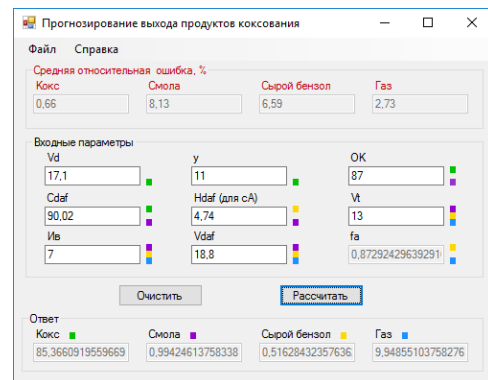 Прогнозирование выхода продуктов коксования
Файл Справка
Средняя относительная ошибка, %
Кокс Смола Сырой бензол Газ
0,66 8,13 6,59 2,73
Входные параметры
Vd y OK
17,1 11 87
Cdaf Hdaf (для cA) Vt
90,02 4,74 13
Ив Vdaf fa
7 18,8 0,8729242963929
Очистить Рассчитать
Ответ
Кокс Смола Сырой бензол Газ
85,3660919559669 0,99424613758338 0,51628432357636 9,94855103758276